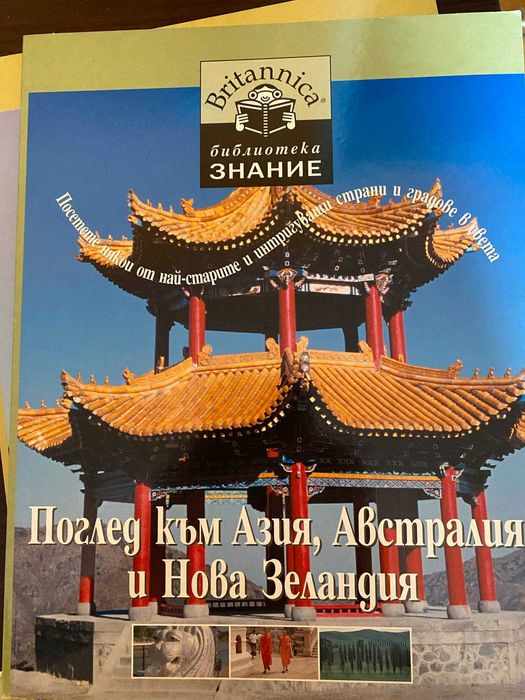 Britannica®
библиотека
ЗНАНИЕ
Посетете някои от най-старите и интригуващи страни и градове в света
Поглед към Азия, Австралия
и Нова Зеландия